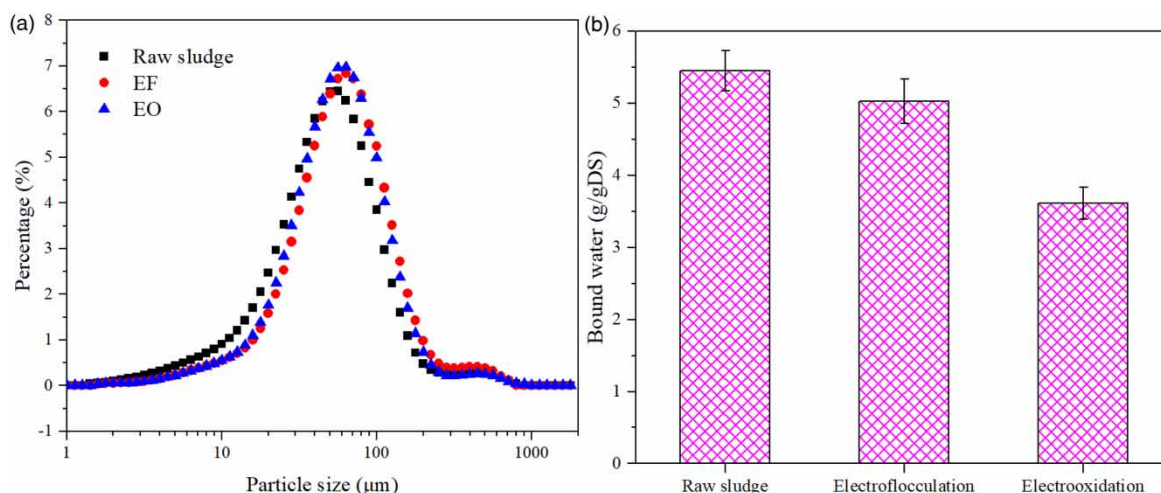 (a)
8
7
6
5
4
3
2
1
0
-1
Percentage (%)
Raw sludge
EF
EO
1
10
100
1000
Particle size (μm)
(b)
6
5
4
3
2
1
0
Bound water (g/gDS)
Raw sludge
Electroflocculation
Electrooxidation